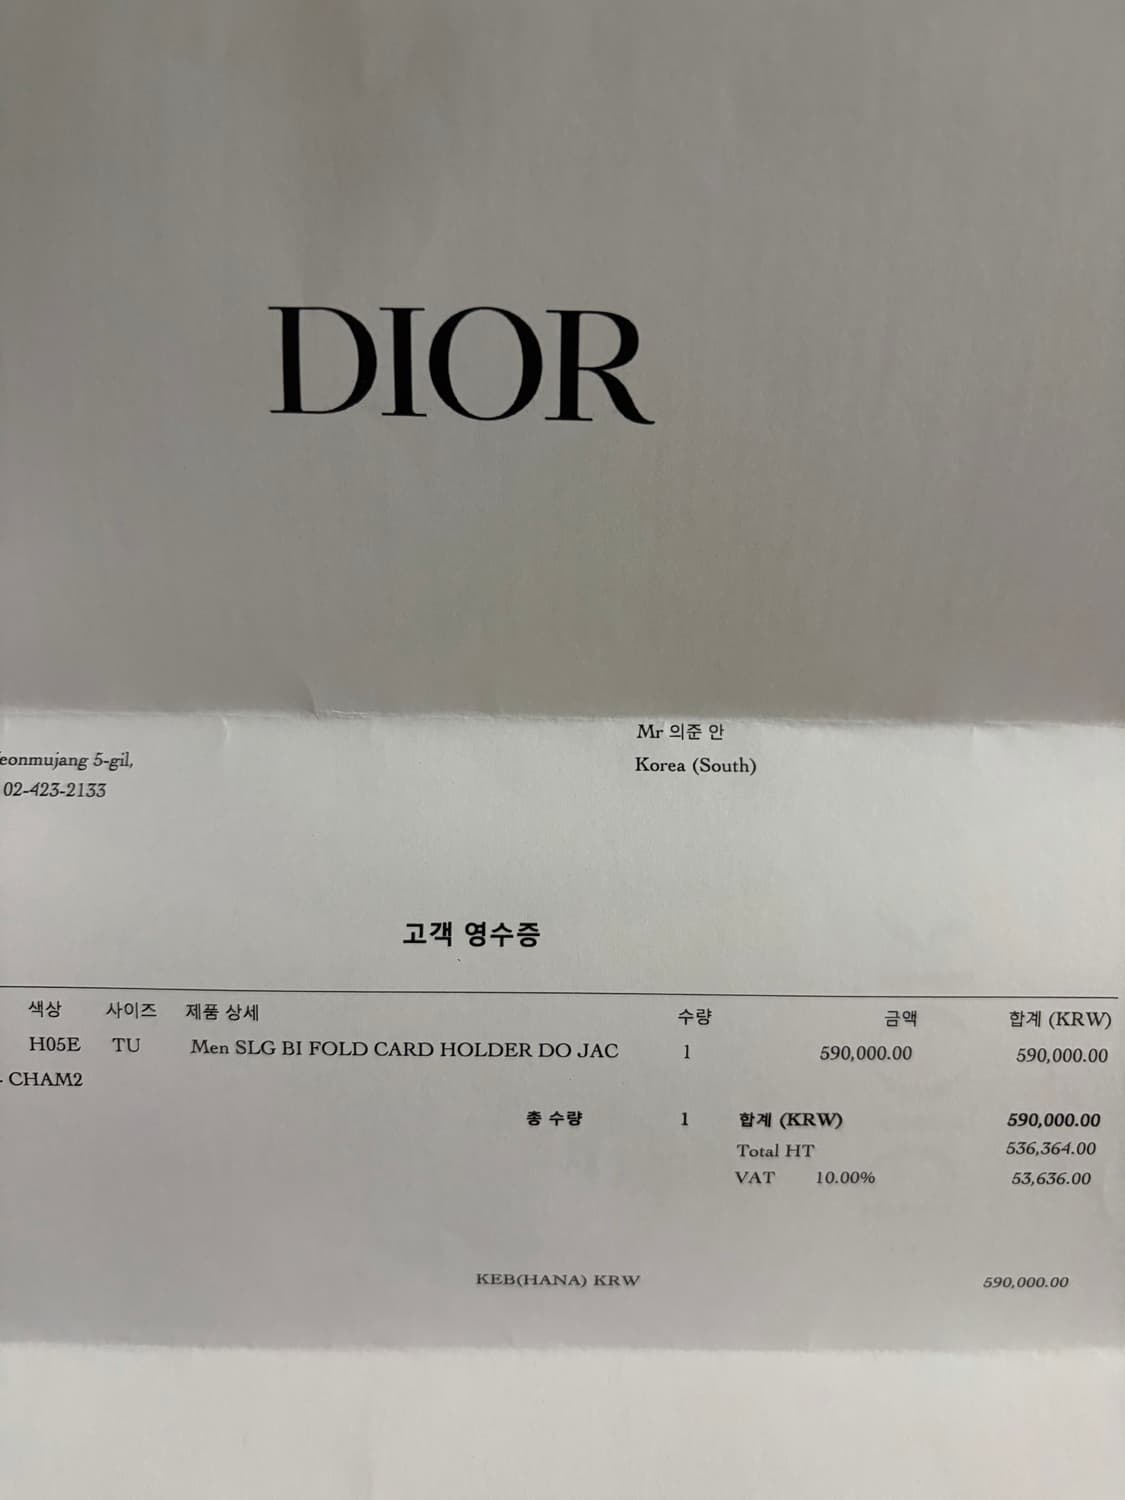 DIOR
Mr 의준 안
Korea (South)
5-gil,
02-423-2133
고객 영수증
색상 사이즈 제품 상세 수량 금액 합계 (KRW)
H05E TU Men SLG BI FOLD CARD HOLDER DO JAC 1 590,000.00 590,000.00
- CHAM2
총 수량 1 합계 (KRW) 590,000.00
Total HT 536,364.00
VAT 10.00% 53,636.00
KEB(HANA) KRW 590,000.00